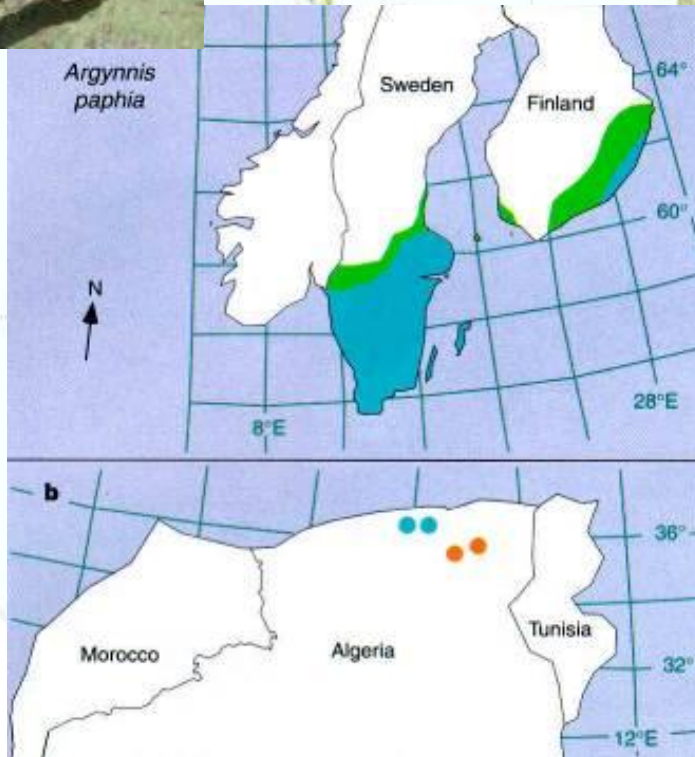 Argynnis
paphia
Sweden
Finland
64°
60°
N
28°E
8°E
b
36°
Morocco
Algeria
Tunisia
32°
12°E